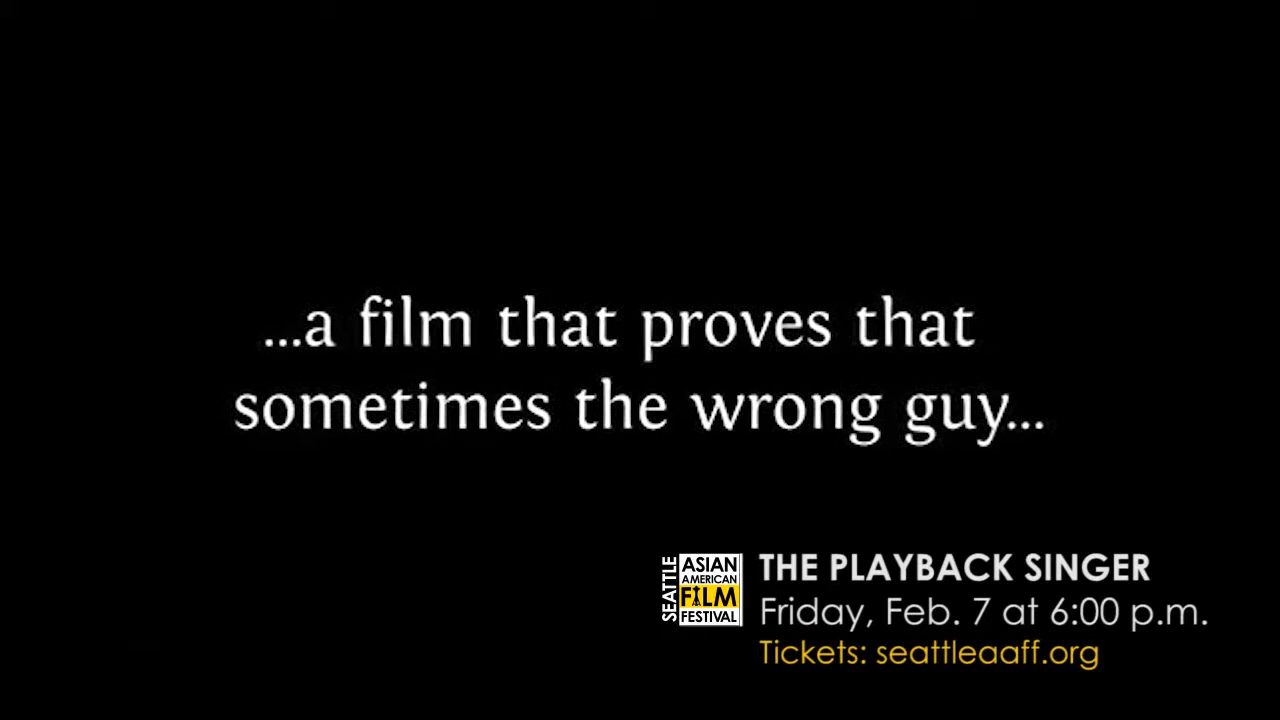 ...a film that proves that
sometimes the wrong guy...
SEATTLE
ASIAN
AMERICAN
FILM
FESTIVAL
THE PLAYBACK SINGER
Friday, Feb. 7 at 6:00 p.m.
Tickets: seattleaaff.org